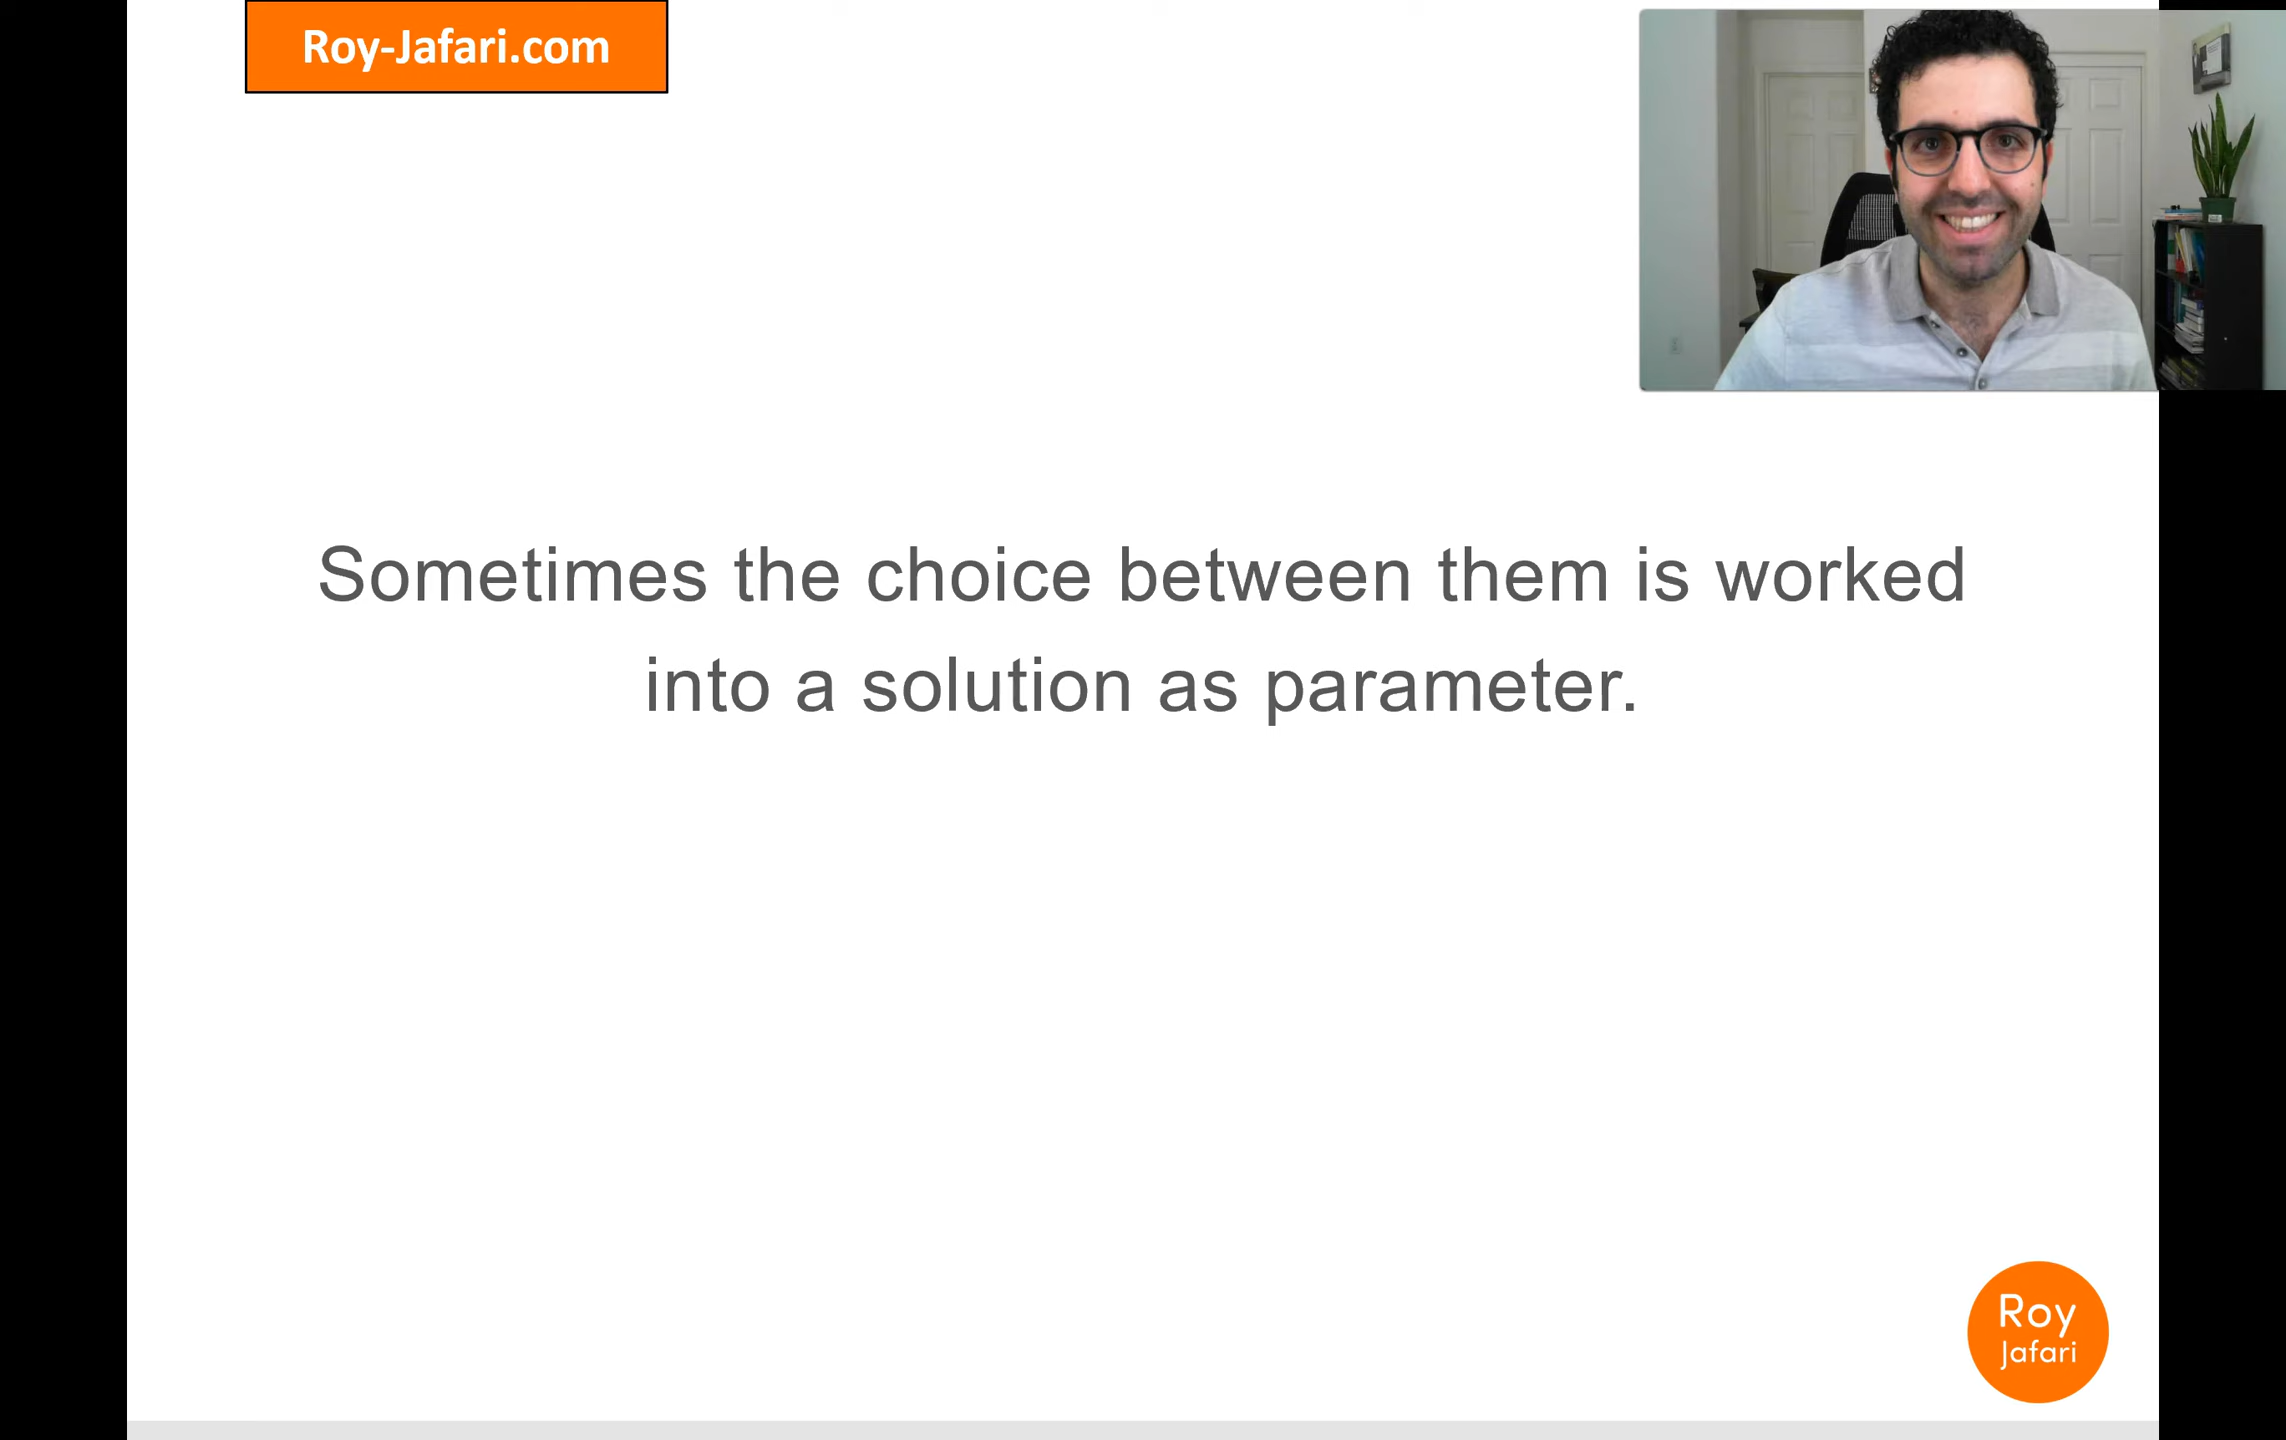 Roy-Jafari.com
Sometimes the choice between them is worked
into a solution as parameter.
Roy
Jafari